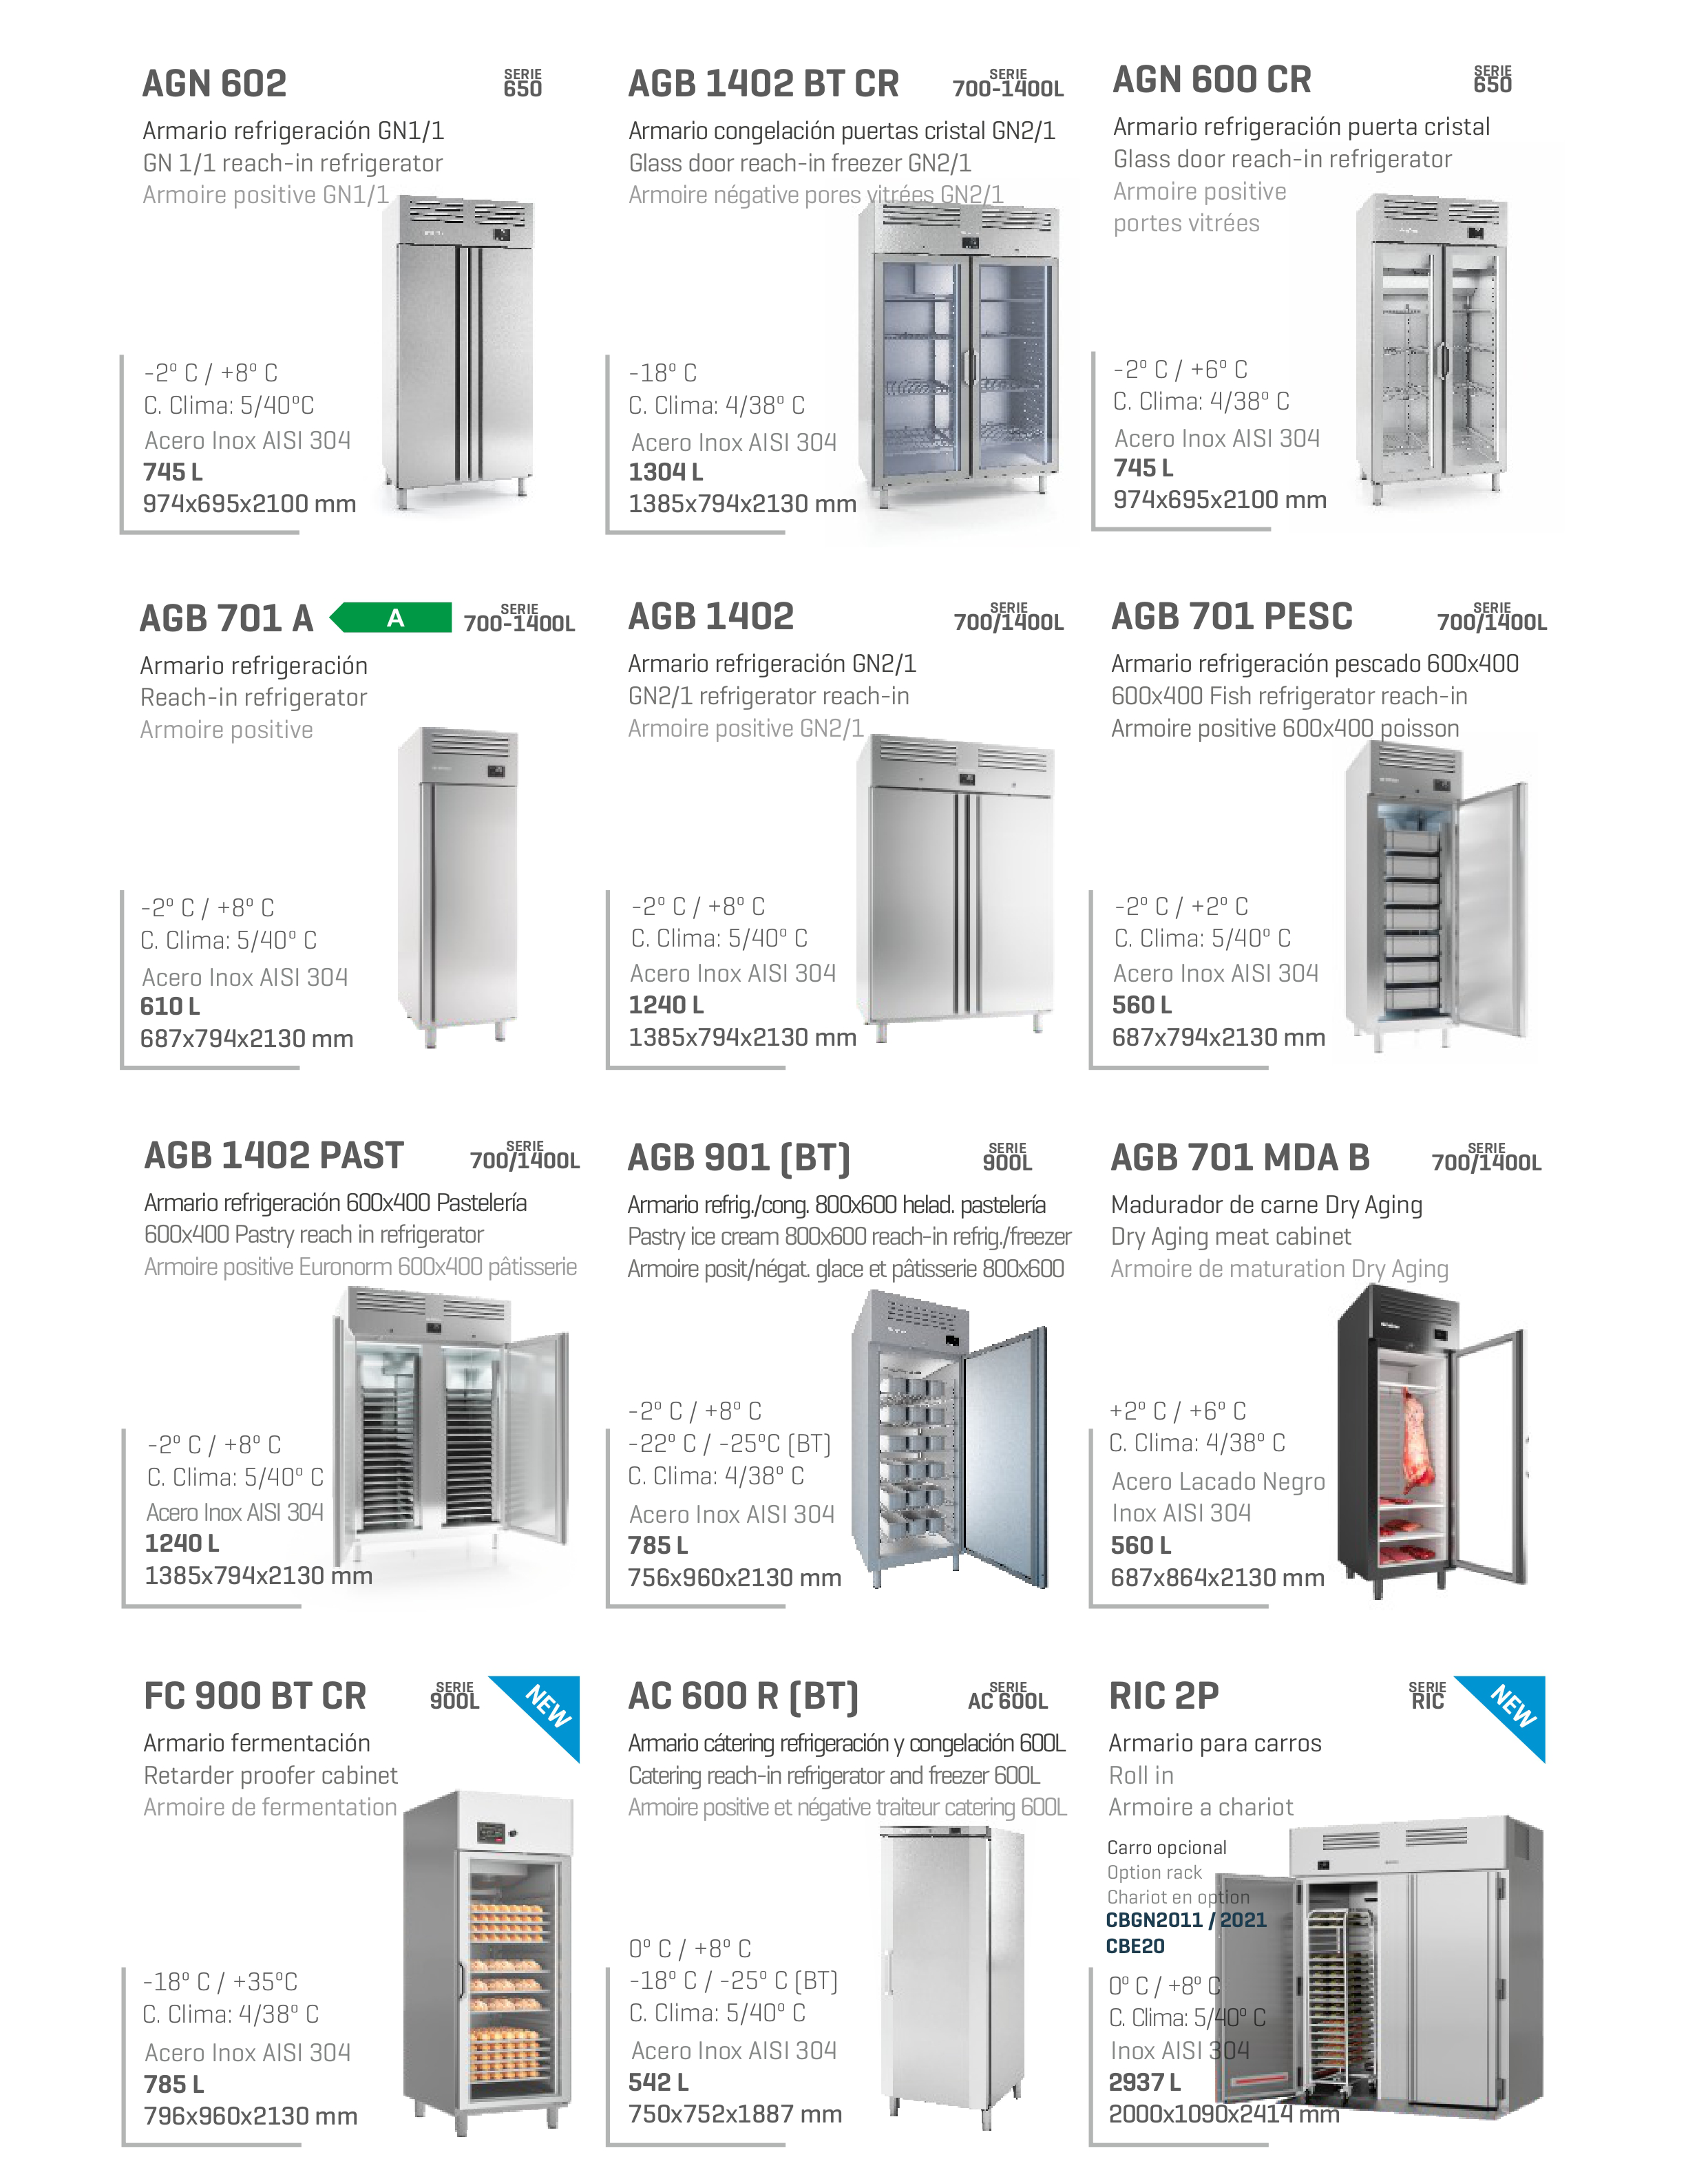 AGN 602
SERIE
650
Armario refrigeración GN1/1
GN 1/1 reach-in refrigerator
Armoire positive GN1/1
-2º C / +8º C
C. Clima: 5/40ºC
Acero Inox AISI 304
745 L
974x695x2100 mm
AGB 1402 BT CR
SERIE
700-1400L
Armario congelación puertas cristal GN2/1
Glass door reach-in freezer GN2/1
Armoire négative pores vitrées GN2/1
-18º C
C. Clima: 4/38º C
Acero Inox AISI 304
1304 L
1385x794x2130 mm
AGN 600 CR
SERIE
650
Armario refrigeración puerta cristal
Glass door reach-in refrigerator
Armoire positive
portes vitrées
-2º C / +6º C
C. Clima: 4/38º C
Acero Inox AISI 304
745 L
974x695x2100 mm
AGB 701 A
A
SERIE
700-1400L
Armario refrigeración
Reach-in refrigerator
Armoire positive
-2º C / +8º C
C. Clima: 5/40º C
Acero Inox AISI 304
610 L
687x794x2130 mm
AGB 1402
SERIE
700/1400L
Armario refrigeración GN2/1
GN2/1 refrigerator reach-in
Armoire positive GN2/1
-2º C / +8º C
C. Clima: 5/40º C
Acero Inox AISI 304
1240 L
1385x794x2130 mm
AGB 701 PESC
SERIE
700/1400L
Armario refrigeración pescado 600x400
600x400 Fish refrigerator reach-in
Armoire positive 600x400 poisson
-2º C / +2º C
C. Clima: 5/40º C
Acero Inox AISI 304
560 L
687x794x2130 mm
AGB 1402 PAST
SERIE
700/1400L
Armario refrigeración 600x400 Pastelería
600x400 Pastry reach in refrigerator
Armoire positive Euronorm 600x400 pâtisserie
-2º C / +8º C
C. Clima: 5/40º C
Acero Inox AISI 304
1240 L
1385x794x2130 mm
AGB 901 (BT)
SERIE
900L
Armario refrig./cong. 800x600 helad. pastelería
Pastry ice cream 800x600 reach-in refrig./freezer
Armoire posit/négat. glace et pâtisserie 800x600
-2º C / +8º C
-22º C / -25ºC (BT)
C. Clima: 4/38º C
Acero Inox AISI 304
785 L
756x960x2130 mm
AGB 701 MDA B
SERIE
700/1400L
Madurador de carne Dry Aging
Dry Aging meat cabinet
Armoire de maturation Dry Aging
+2º C / +6º C
C. Clima: 4/38º C
Acero Lacado Negro
Inox AISI 304
560 L
687x864x2130 mm
FC 900 BT CR
SERIE
900L
NEW
Armario fermentación
Retarder proofer cabinet
Armoire de fermentation
-18º C / +35ºC
C. Clima: 4/38º C
Acero Inox AISI 304
785 L
796x960x2130 mm
AC 600 R (BT)
SERIE
AC 600L
Armario cátering refrigeración y congelación 600L
Catering reach-in refrigerator and freezer 600L
Armoire positive et négative traiteur catering 600L
0º C / +8º C
-18º C / -25º C (BT)
C. Clima: 5/40º C
Acero Inox AISI 304
542 L
750x752x1887 mm
RIC 2P
SERIE
RIC
NEW
Armario para carros
Roll in
Armoire a chariot
Carro opcional
Option rack
Chariot en option
CBGN2011 / 2021
CBE20
0º C / +8º C
C. Clima: 5/40º C
Inox AISI 304
2937 L
2000x1090x2414 mm